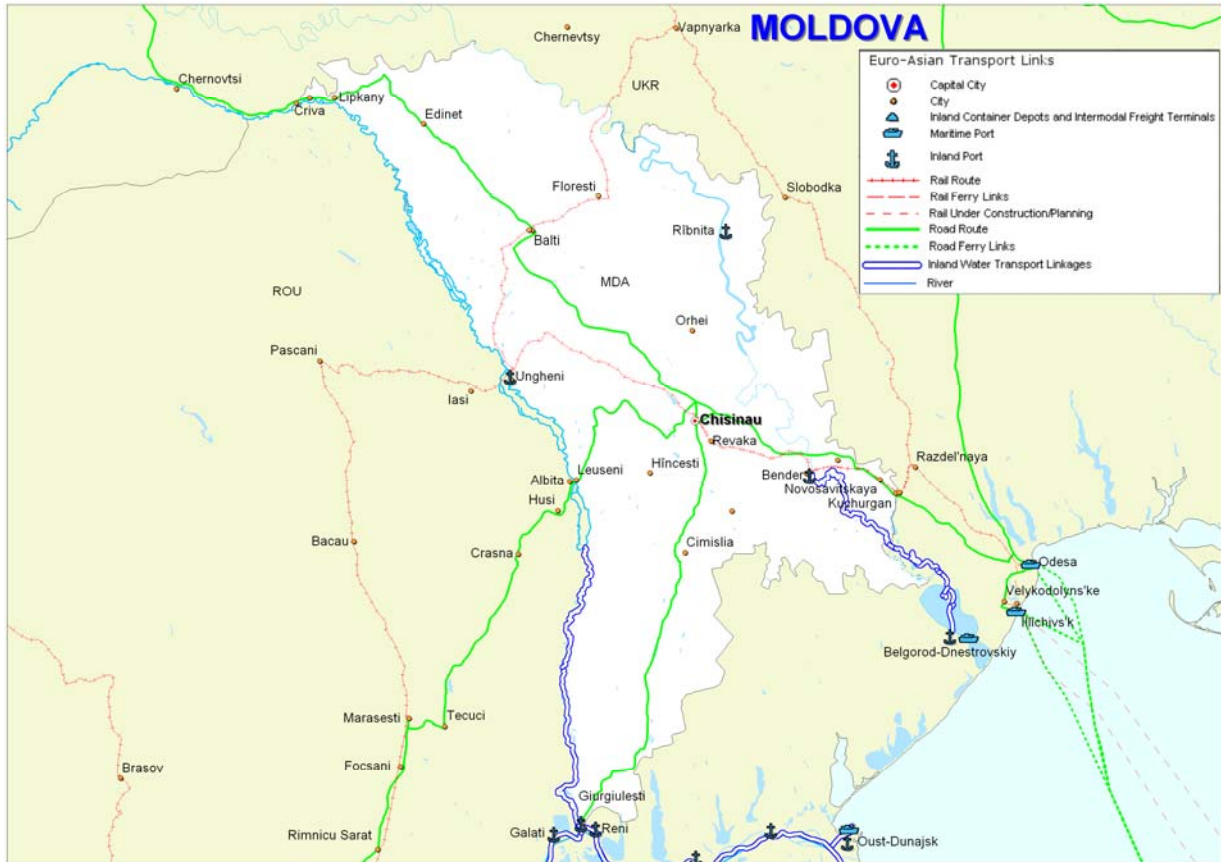 MOLDOVA
Euro-Asian Transport Links
Capital City
City
Inland Container Depots and Intermodal Freight Terminals
Maritime Port
Inland Port
Rail Route
Rail Ferry Links
Rail Under Construction/Planning
Road Route
Road Ferry Links
Inland Water Transport Linkages
River
Vapnyarka
Chernevtsy
Chernovtsi
UKR
Lipkany
Criva
Edinet
Floresti
Slobodka
Balti
Rîbnita
MDA
ROU
Orhei
Pascani
Ungheni
Iasi
Chisinau
Revaka
Razdel'naya
Hîncesti
Bender
Leuseni
Albita
Novosavitskaya
Kuchurgan
Husi
Bacau
Crasna
Cimislia
Odesa
Velykodolyns'ke
Illichivs'k
Belgorod-Dnestrovskiy
Marasesti
Tecuci
Focsani
Brasov
Giurgiulesti
Galati
Reni
Rimnicu Sarat
Oust-Dunajsk